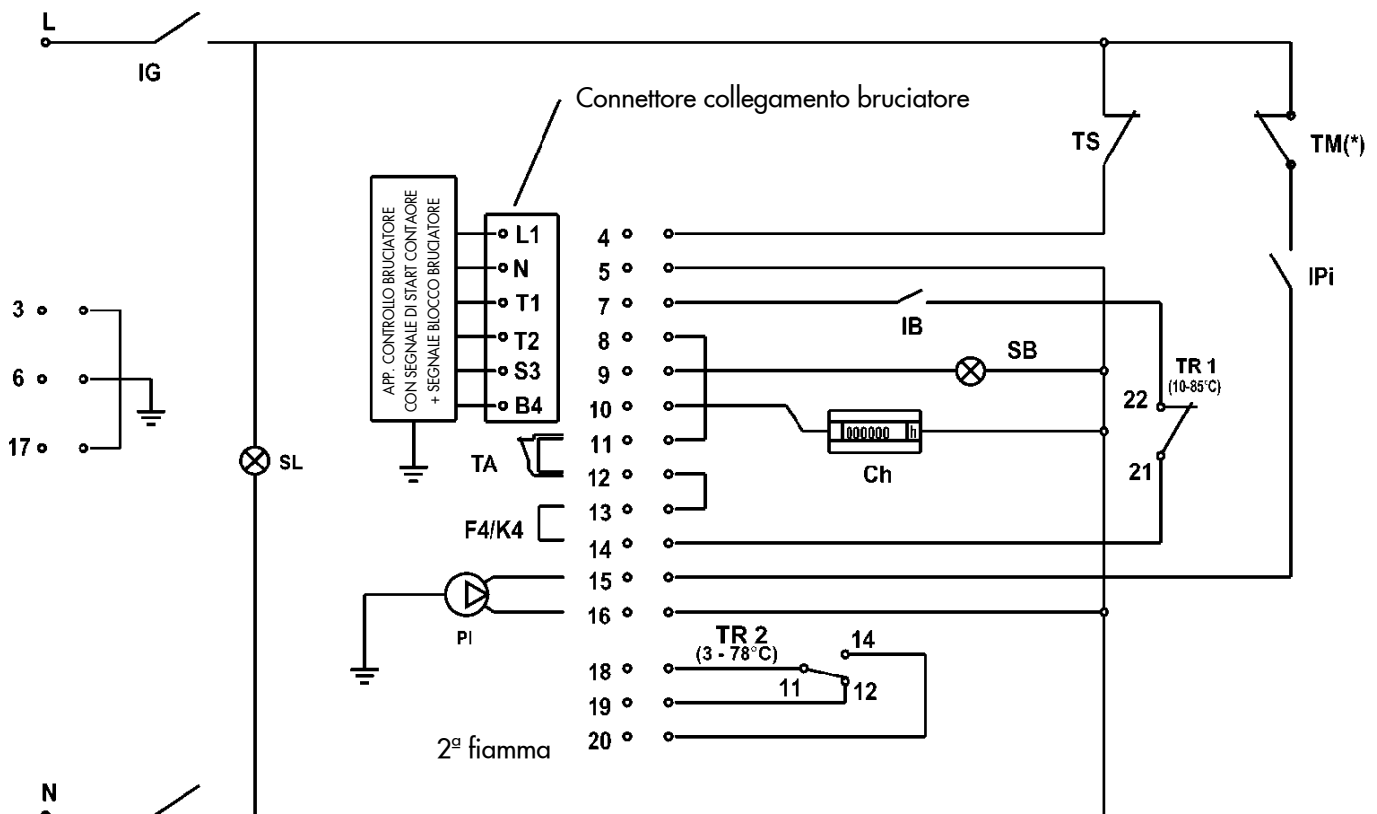 L
IG
Connettore collegamento bruciatore
TS
TM(*)
APP. CONTROLLO BRUCIATORE
CON SEGNALE DI START CONTAORE
+ SEGNALE BLOCCO BRUCIATORE
L1
N
T1
T2
S3
B4
4
5
7
8
9
10
11
12
13
14
15
16
18
19
20
IPi
IB
SB
TR 1
(10-85°C)
22
21
000000 h
Ch
3
6
17
SL
TA
F4/K4
PI
TR 2
(3 - 78°C)
14
11
12
2ª fiamma
N